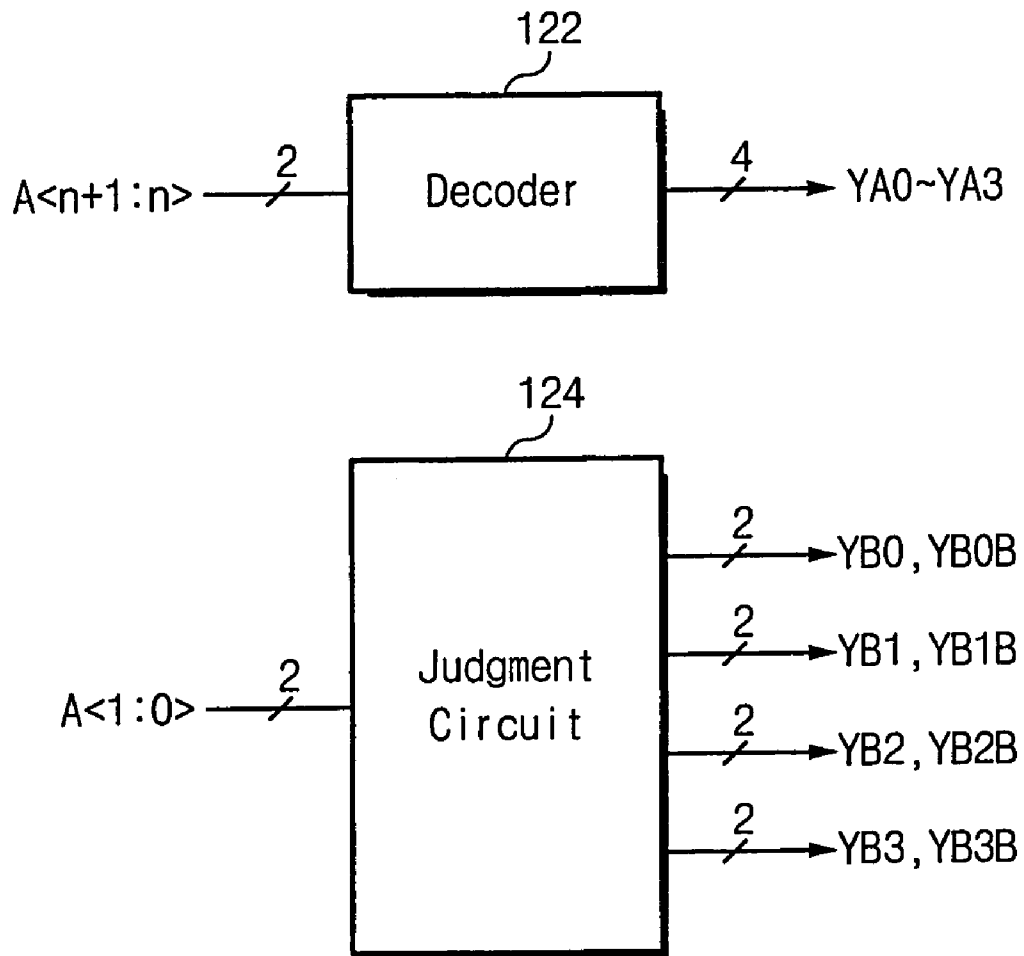 122
A<n+1:n>
2
Decoder
4
YA0~YA3
124
A<1:0>
2
Judgment
Circuit
2
YB0,YB0B
2
YB1,YB1B
2
YB2,YB2B
2
YB3,YB3B